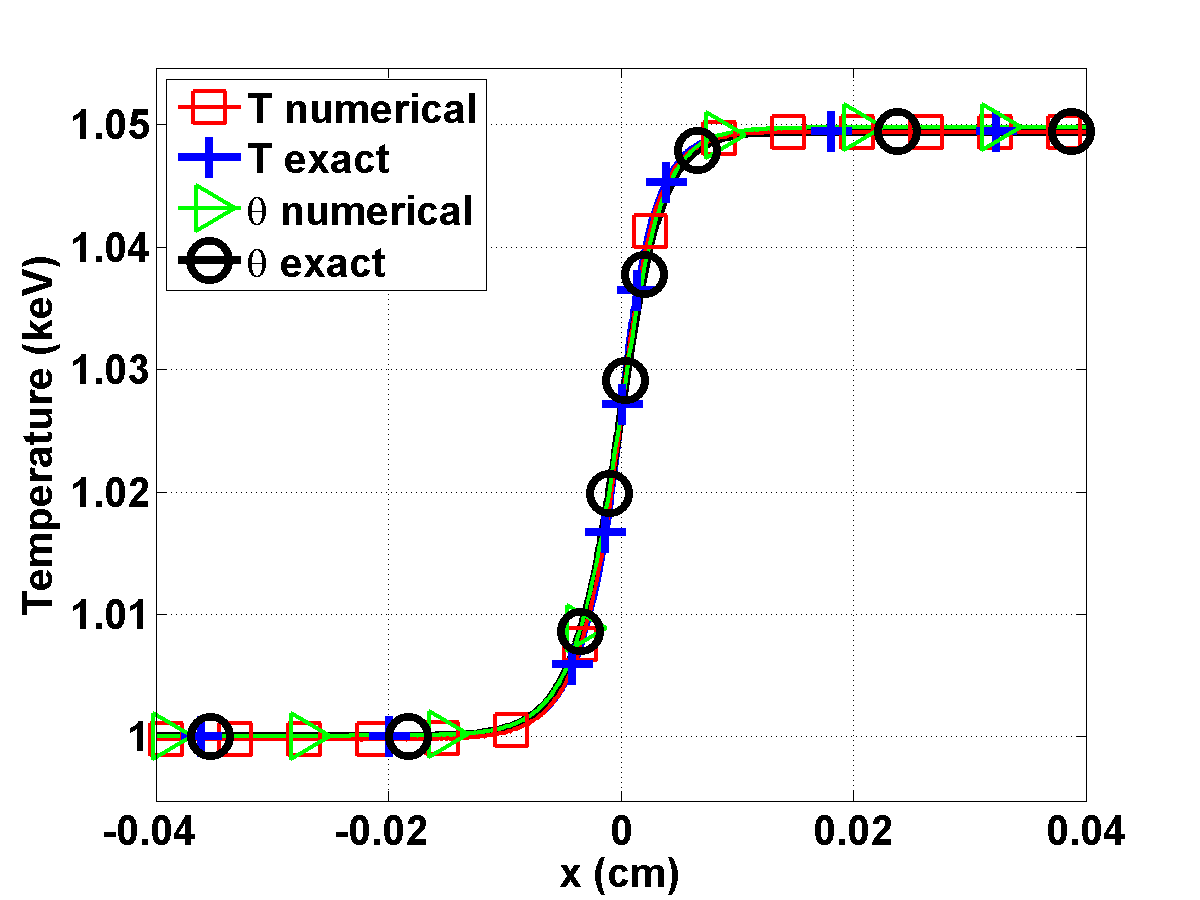 T numerical
T exact
θ numerical
θ exact
Temperature (keV)
1.05
1.04
1.03
1.02
1.01
1
-0.04
-0.02
0
0.02
0.04
x (cm)